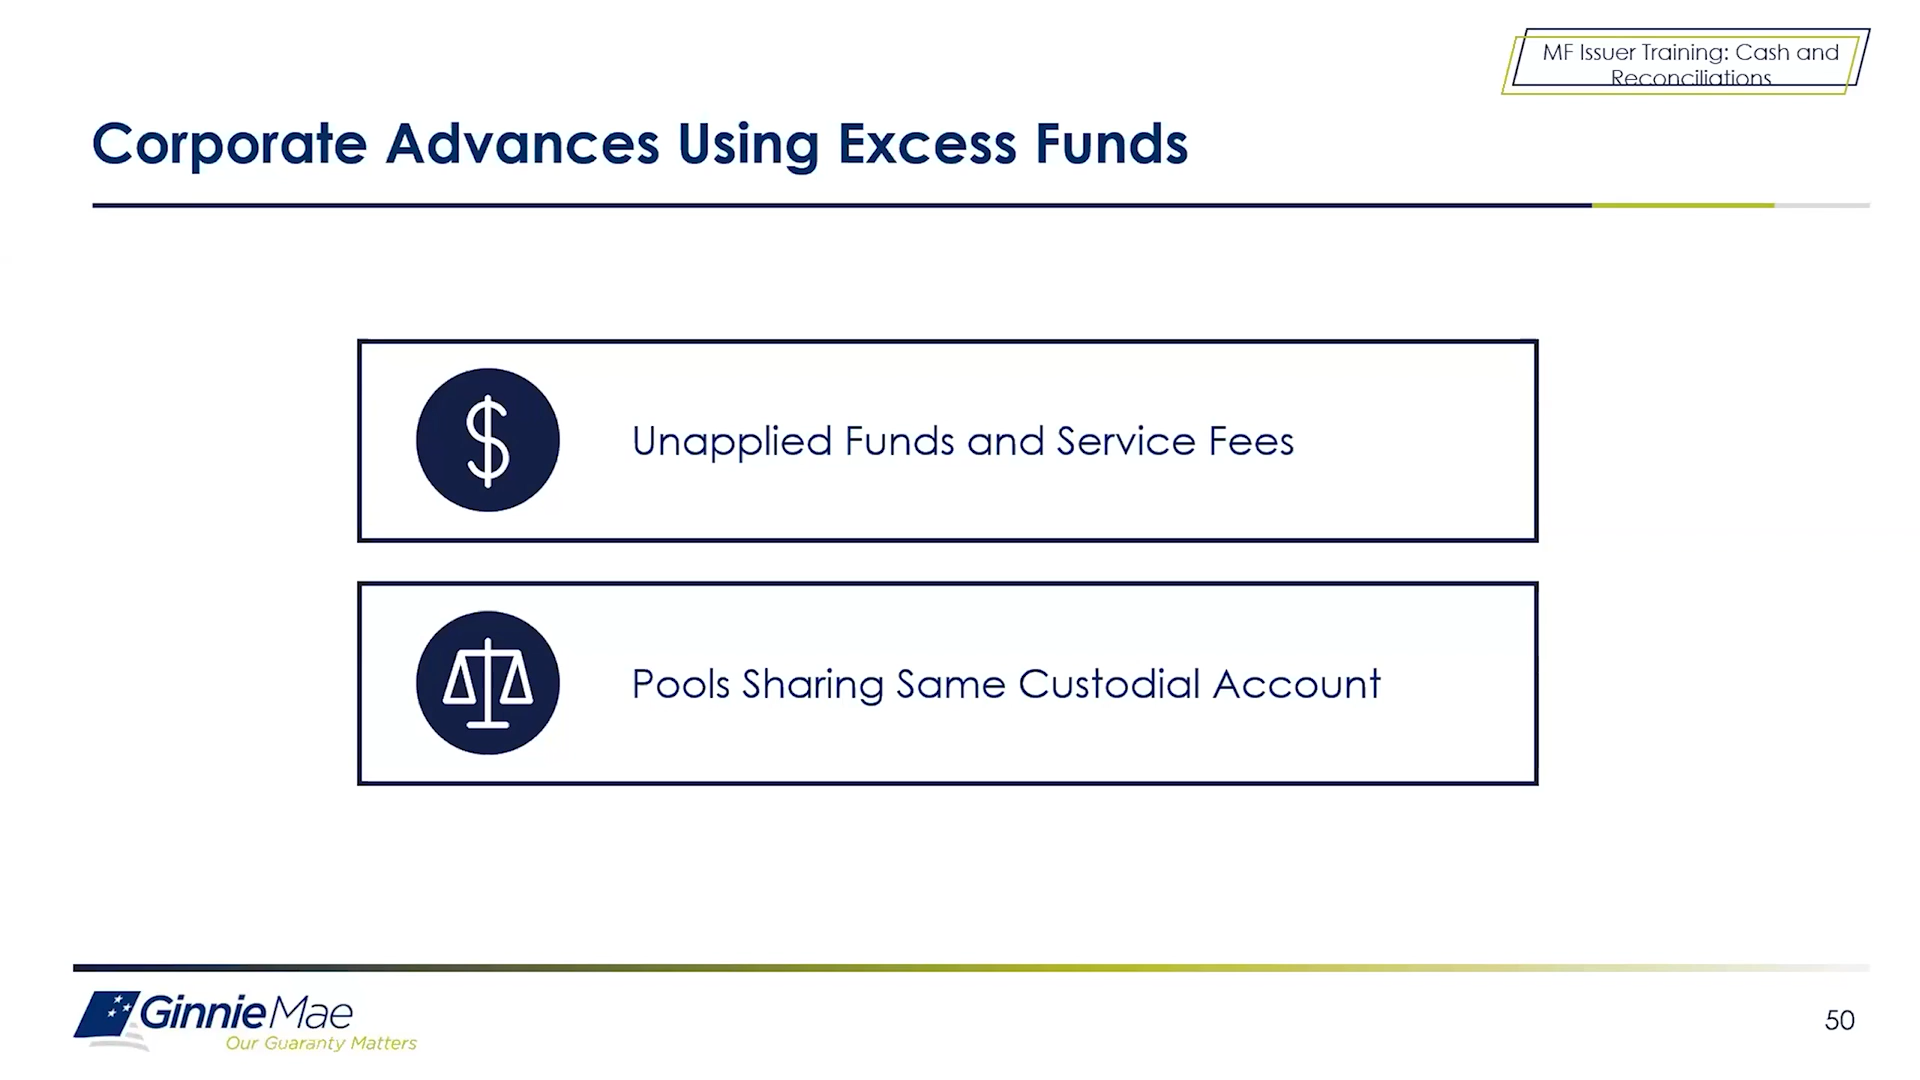 MF Issuer Training: Cash and
Reconciliations
Corporate Advances Using Excess Funds
$
Unapplied Funds and Service Fees
Pools Sharing Same Custodial Account
GinnieMae
Our Guaranty Matters
50